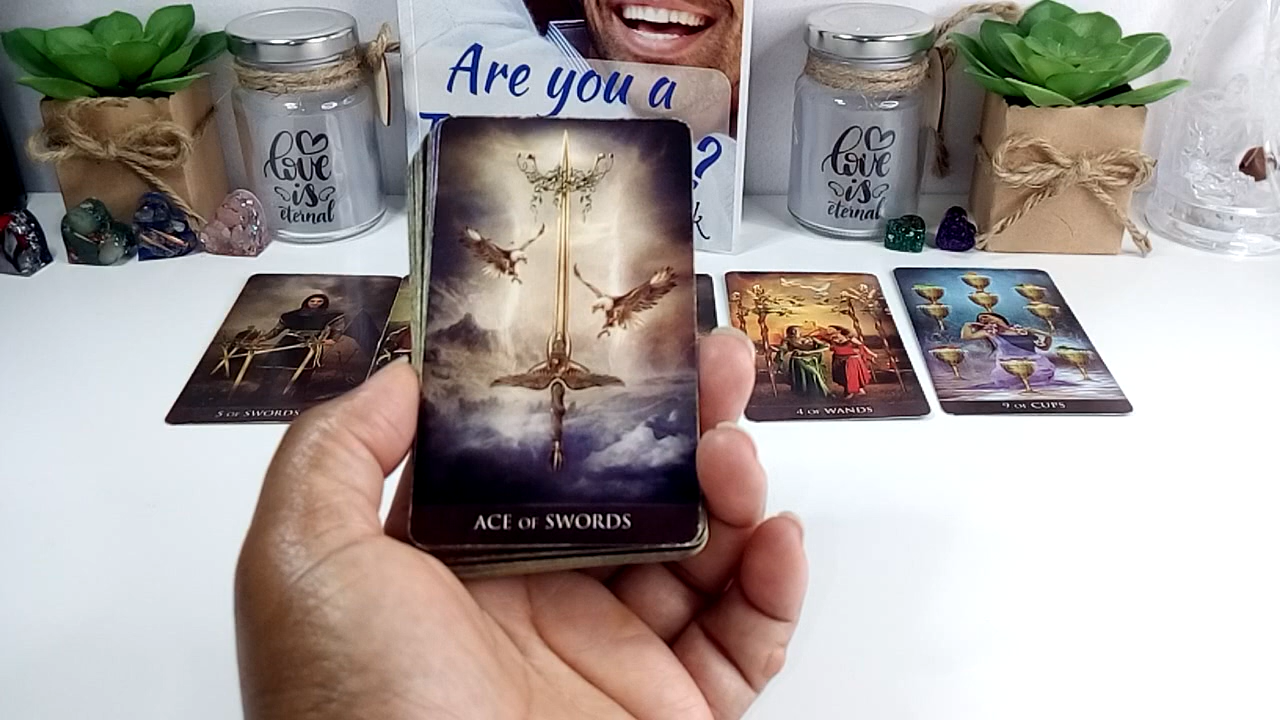 Are you a
?
love
is
eternal
love
is
eternal
ACE OF SWORDS
5 OF SWORDS
4 OF WANDS
9 OF CUPS